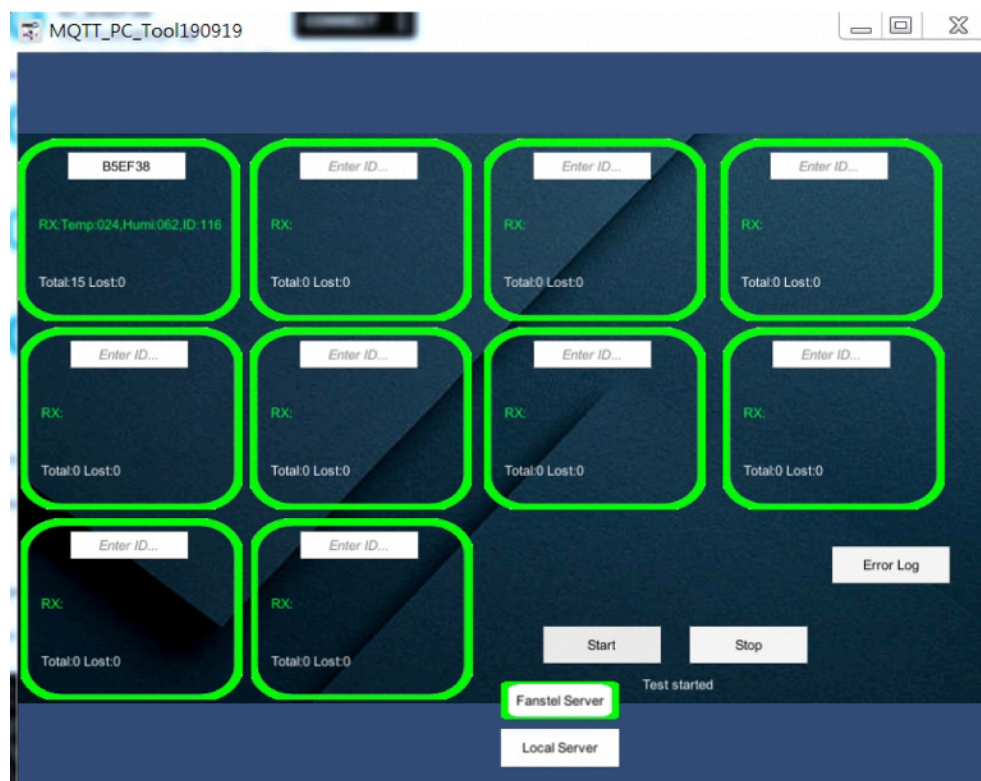 MQTT_PC_Tool190919
B5EF38
Enter ID...
Enter ID...
Enter ID...
RX:Temp:024,Humi:062,ID:116
RX:
RX:
RX:
Total:15 Lost:0
Total:0 Lost:0
Total:0 Lost:0
Total:0 Lost:0
Enter ID...
Enter ID...
Enter ID...
Enter ID...
RX:
RX:
RX:
RX:
Total:0 Lost:0
Total:0 Lost:0
Total:0 Lost:0
Total:0 Lost:0
Enter ID...
Enter ID...
Error Log
RX:
RX:
Start
Stop
Total:0 Lost:0
Total:0 Lost:0
Test started
Fanstel Server
Local Server